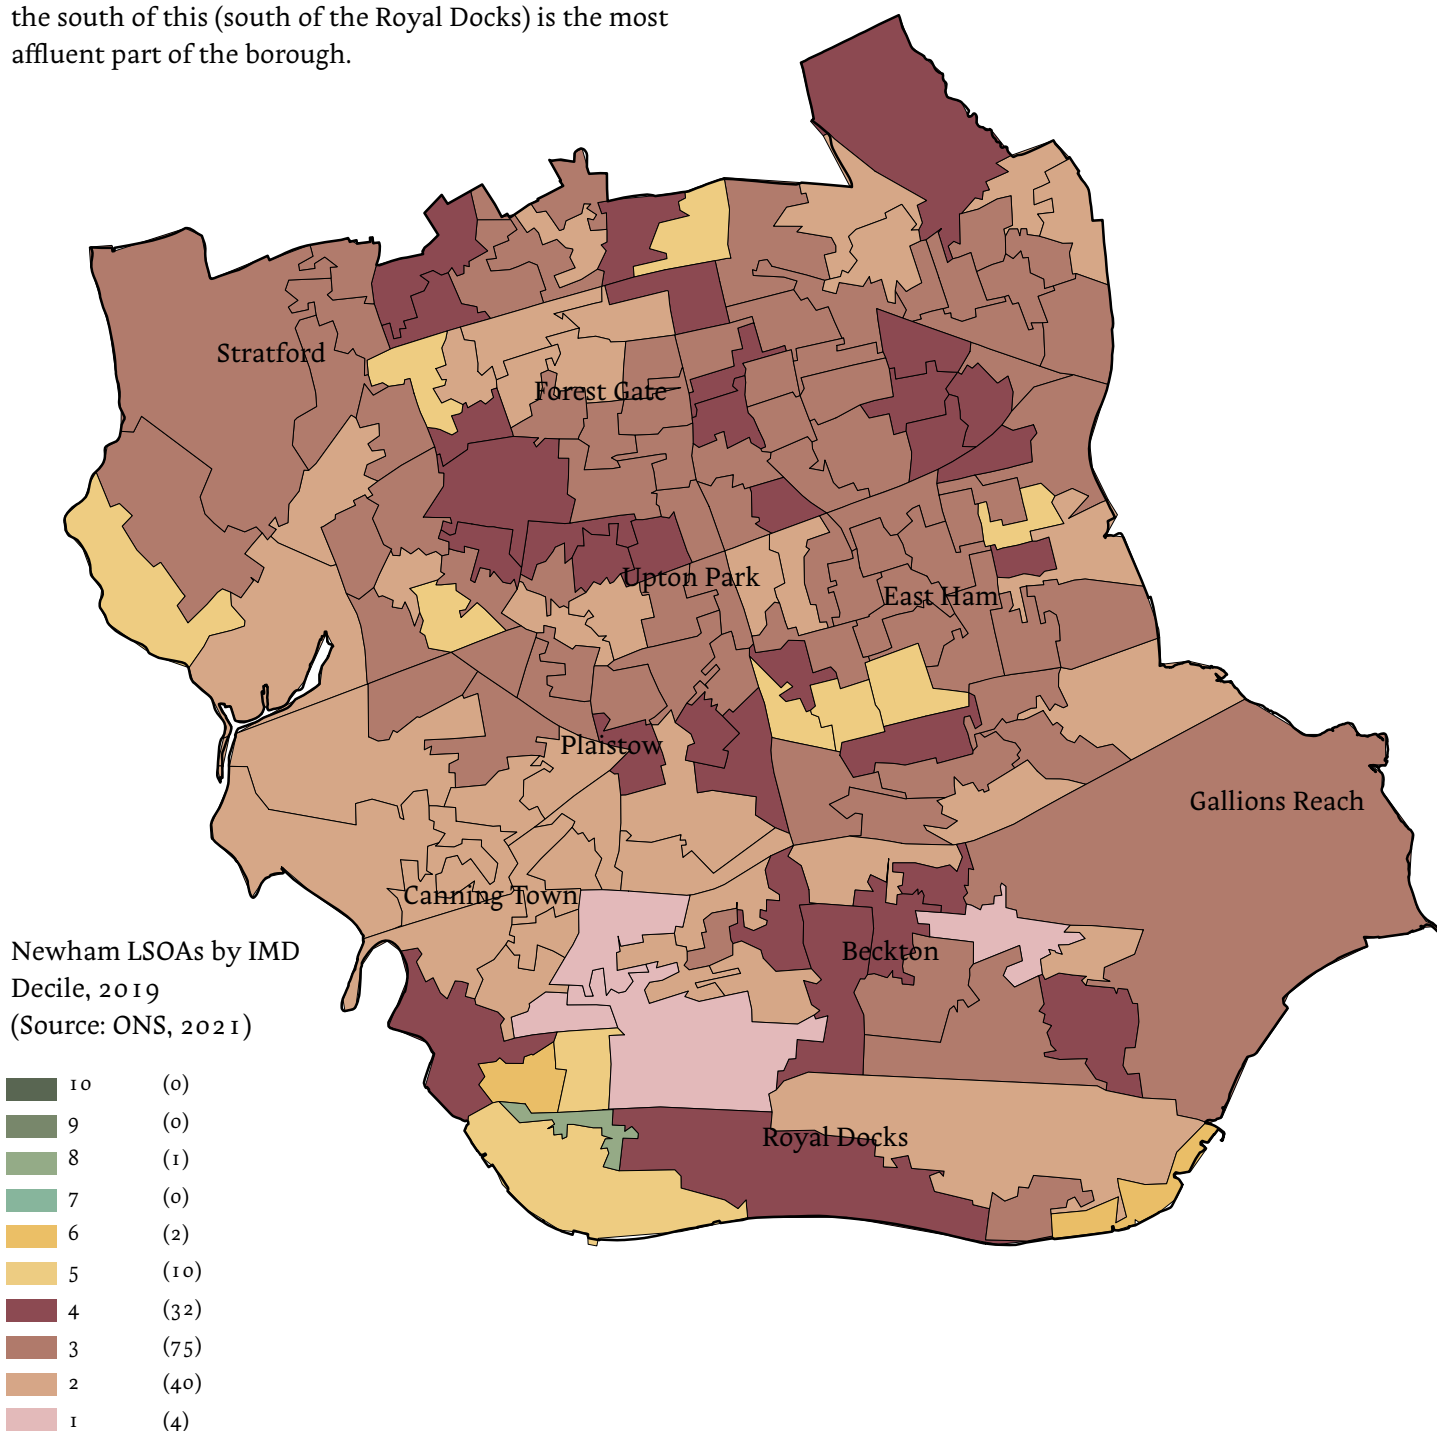 the south of this (south of the Royal Docks) is the most
affluent part of the borough.
Stratford
Forest Gate
Upton Park
East Ham
Plaistow
Gallions Reach
Canning Town
Beckton
Royal Docks
Newham LSOAs by IMD
Decile, 2019
(Source: ONS, 2021)
10 (0)
9 (0)
8 (1)
7 (0)
6 (2)
5 (10)
4 (32)
3 (75)
2 (40)
1 (4)